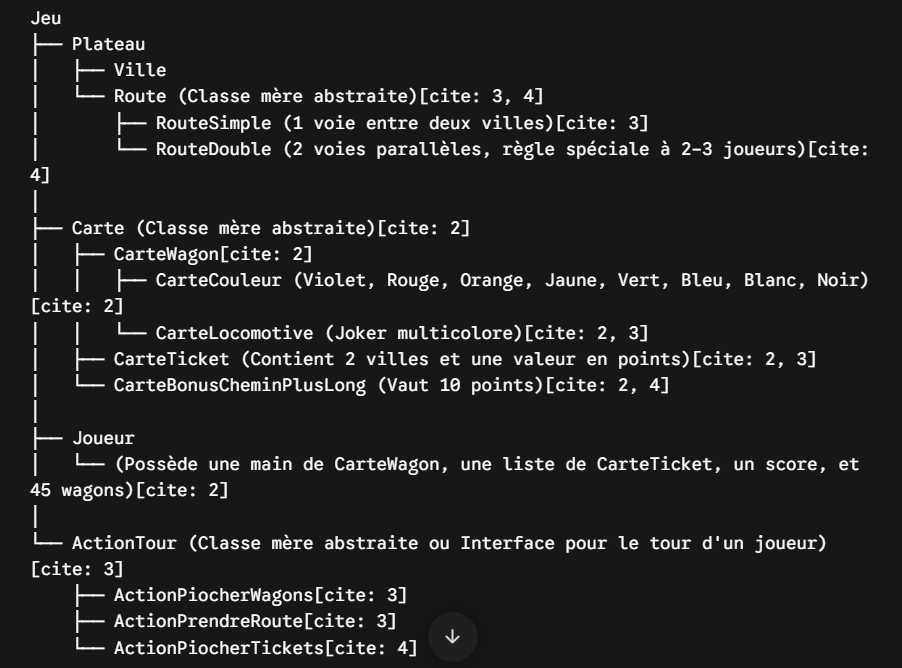 Jeu
├── Plateau
│   ├── Ville
│   └── Route (Classe mère abstraite)[cite: 3, 4]
│       ├── RouteSimple (1 voie entre deux villes)[cite: 3]
│       └── RouteDouble (2 voies parallèles, règle spéciale à 2-3 joueurs)[cite:
4]
│
├── Carte (Classe mère abstraite)[cite: 2]
│   ├── CarteWagon[cite: 2]
│   │   ├── CarteCouleur (Violet, Rouge, Orange, Jaune, Vert, Bleu, Blanc, Noir)
[cite: 2]
│   │   └── CarteLocomotive (Joker multicolore)[cite: 2, 3]
│   ├── CarteTicket (Contient 2 villes et une valeur en points)[cite: 2, 3]
│   └── CarteBonusCheminPlusLong (Vaut 10 points)[cite: 2, 4]
│
├── Joueur
│   └── (Possède une main de CarteWagon, une liste de CarteTicket, un score, et
45 wagons)[cite: 2]
│
└── ActionTour (Classe mère abstraite ou Interface pour le tour d'un joueur)
[cite: 3]
    ├── ActionPiocherWagons[cite: 3]
    ├── ActionPrendreRoute[cite: 3]
    └── ActionPiocherTickets[cite: 4]